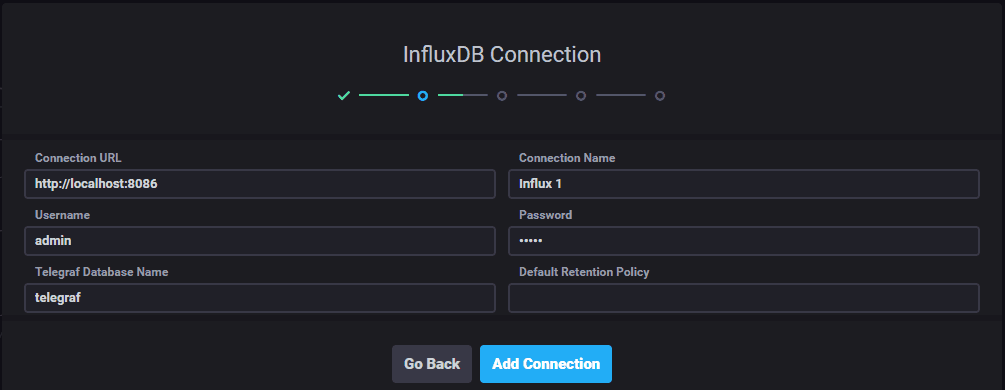 InfluxDB Connection
Connection URL
Connection Name
http://localhost:8086
Influx 1
Username
Password
admin
•••••
Telegraf Database Name
Default Retention Policy
telegraf
Go Back
Add Connection